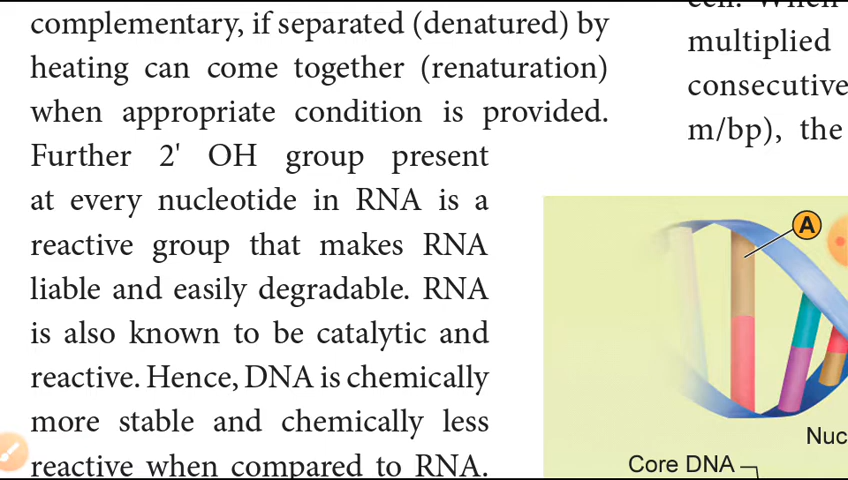 complementary, if separated (denatured) by
heating can come together (renaturation)
when appropriate condition is provided.
Further 2' OH group present
at every nucleotide in RNA is a
reactive group that makes RNA
liable and easily degradable. RNA
is also known to be catalytic and
reactive. Hence, DNA is chemically
more stable and chemically less
reactive when compared to RNA.
multiplied
consecutive
m/bp), the
A
Nuc
Core DNA